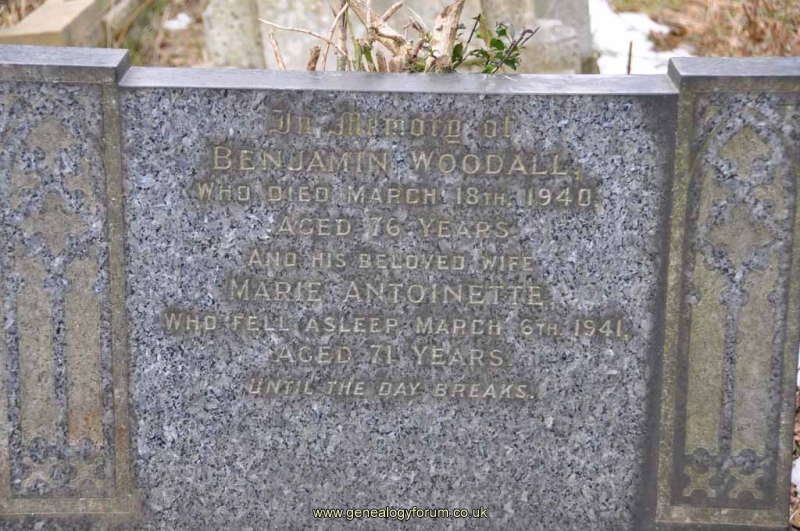 In Memory of
BENJAMIN WOODALL,
WHO DIED MARCH 18TH, 1940.
AGED 76 YEARS.
AND HIS BELOVED WIFE
MARIE ANTOINETTE,
WHO FELL ASLEEP MARCH 6TH, 1941,
AGED 71 YEARS.
UNTIL THE DAY BREAKS.
www.genealogyforum.co.uk